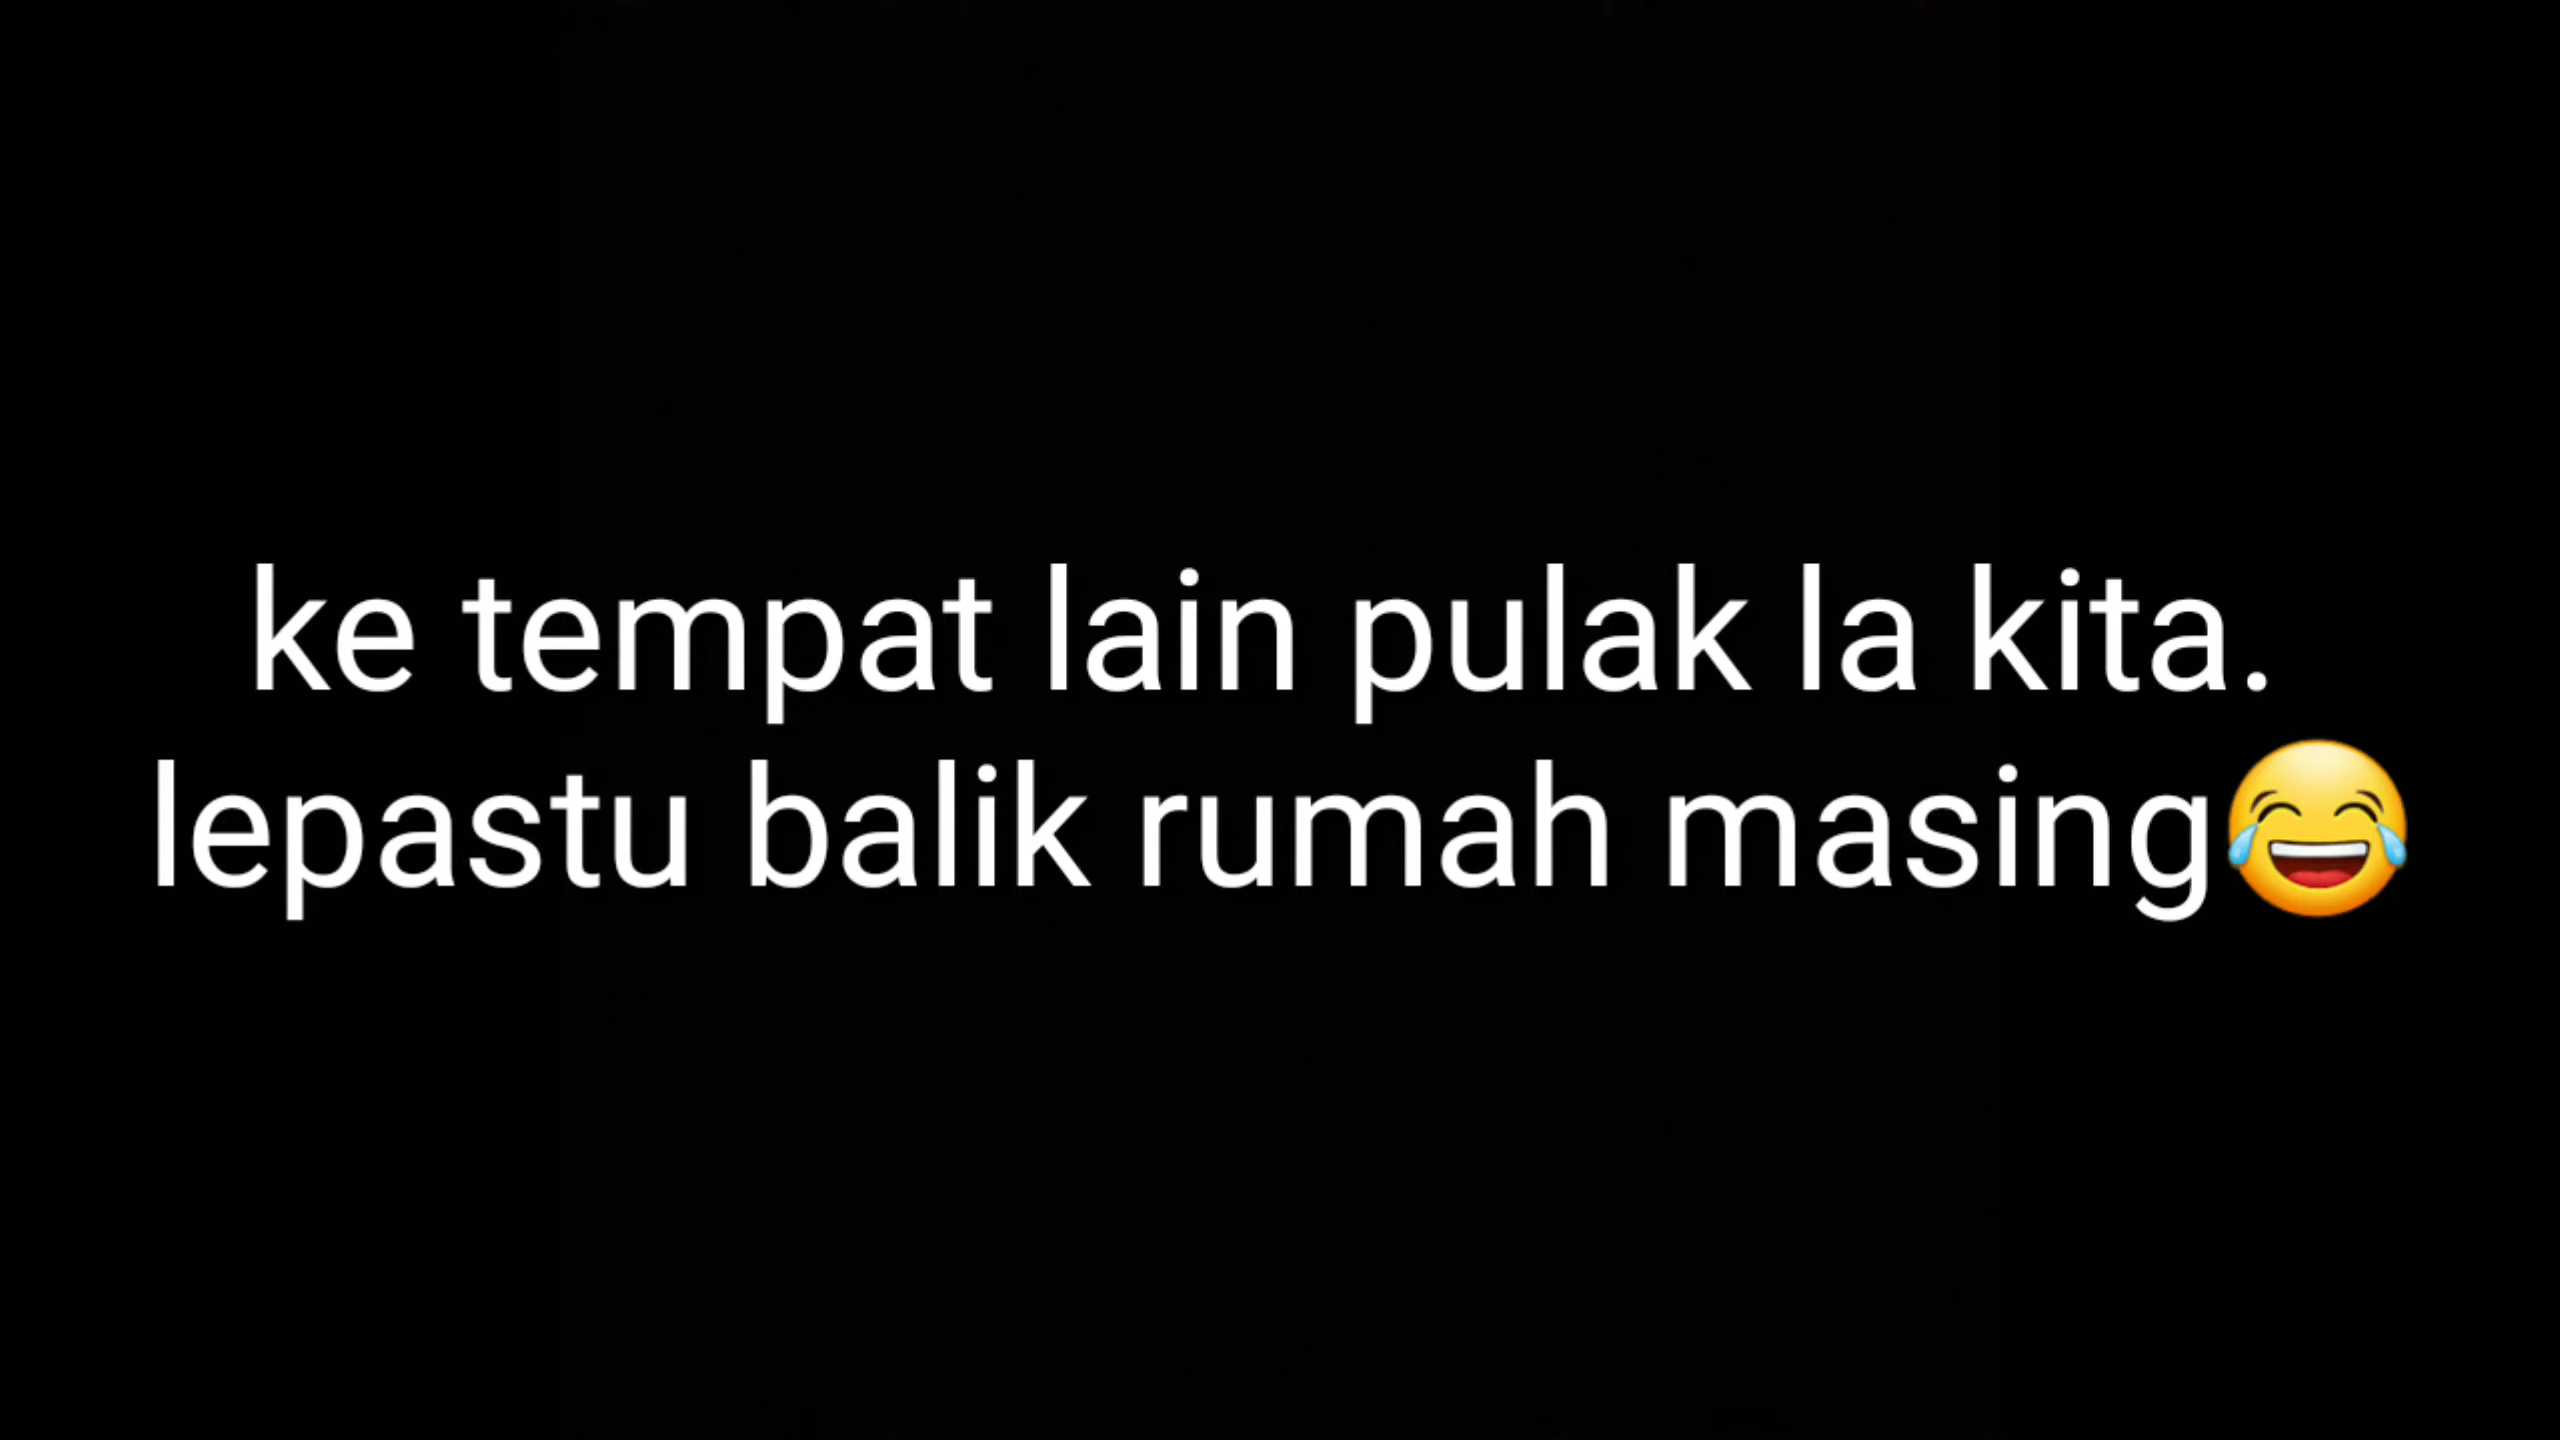 ke tempat lain pulak la kita.
lepastu balik rumah masing😂